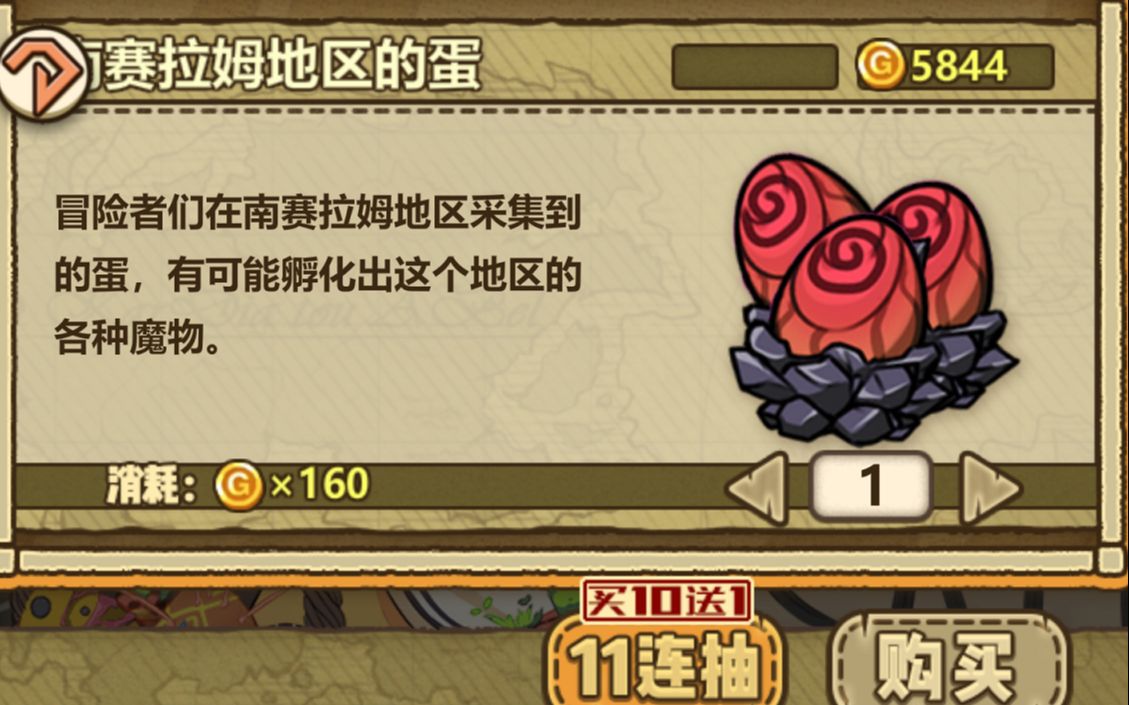 南赛拉姆地区的蛋
G 5844
冒险者们在南赛拉姆地区采集到
的蛋，有可能孵化出这个地区的
各种魔物。
消耗：G×160
1
买10送1
11连抽
购买